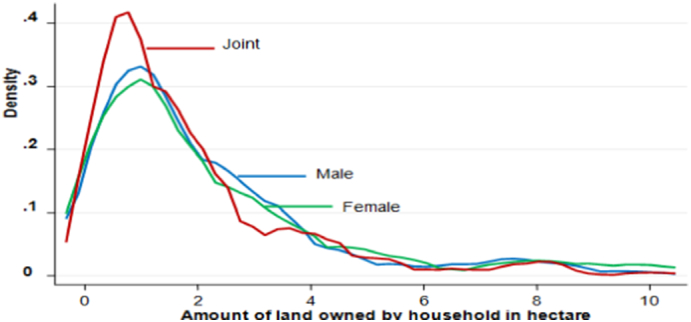 .4
Joint
.3
Density
.2
Male
.1
Female
0
0 2 4 6 8 10
Amount of land owned by household in hectare